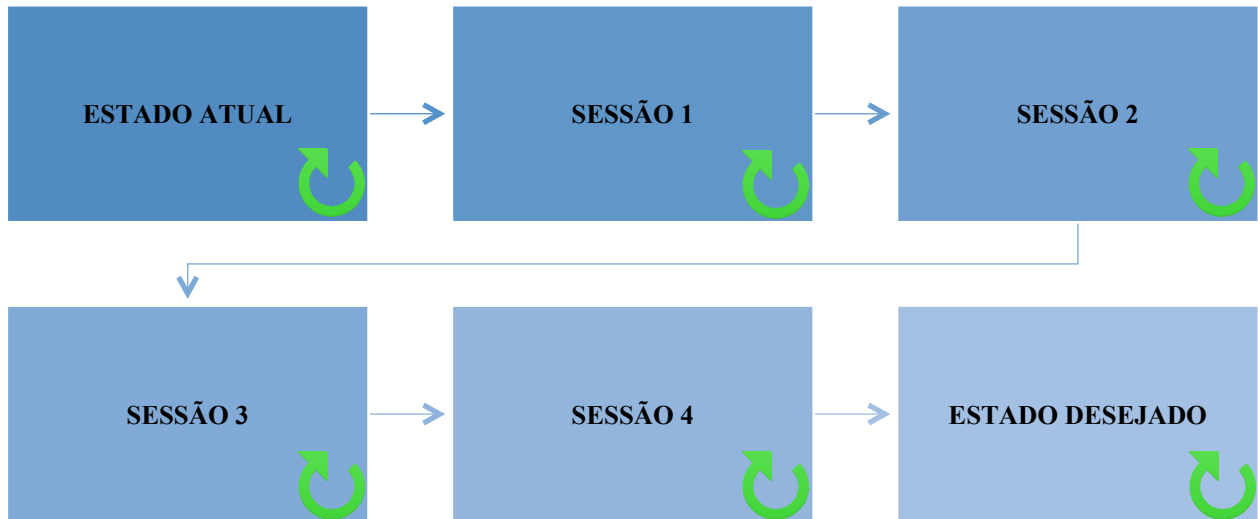 ESTADO ATUAL
SESSÃO 1
SESSÃO 2
SESSÃO 3
SESSÃO 4
ESTADO DESEJADO